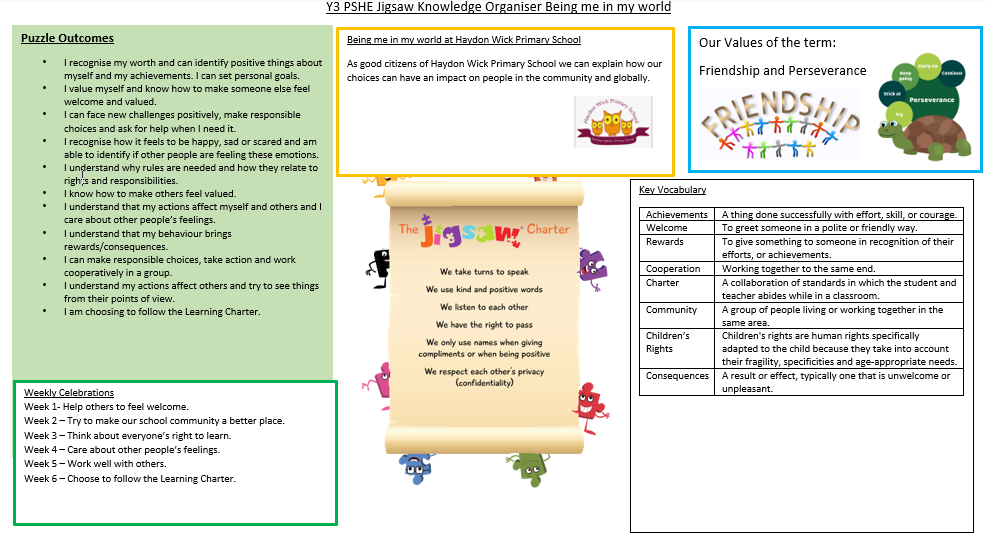 Y3 PSHE Jigsaw Knowledge Organiser Being me in my world
Puzzle Outcomes
• I recognise my worth and can identify positive things about
myself and my achievements. I can set personal goals.
• I value myself and know how to make someone else feel
welcome and valued.
• I can face new challenges positively, make responsible
choices and ask for help when I need it.
• I recognise how it feels to be happy, sad or scared and am
able to identify if other people are feeling these emotions.
• I understand why rules are needed and how they relate to
rights and responsibilities.
• I know how to make others feel valued.
• I understand that my actions affect myself and others and I
care about other people's feelings.
• I understand that my behaviour brings
rewards/consequences.
• I can make responsible choices, take action and work
cooperatively in a group.
• I understand my actions affect others and try to see things
from their points of view.
• I am choosing to follow the Learning Charter.
Weekly Celebrations
Week 1- Help others to feel welcome.
Week 2 – Try to make our school community a better place.
Week 3 – Think about everyone's right to learn.
Week 4 – Care about other people's feelings.
Week 5 – Work well with others.
Week 6 – Choose to follow the Learning Charter.
Being me in my world at Haydon Wick Primary School
As good citizens of Haydon Wick Primary School we can explain how our
choices can have an impact on people in the community and globally.
Haydon Wick Primary School
The Jigsaw Charter
We take turns to speak
We use kind and positive words
We listen to each other
We have the right to pass
We only use names when giving
compliments or when being positive
We respect each other's privacy
(confidentiality)
Our Values of the term:
Friendship and Perseverance
FRIENDSHIP
Carry on
Keep going
Continue
Stick at
Perseverance
Try
Key Vocabulary
Achievements A thing done successfully with effort, skill, or courage.
Welcome To greet someone in a polite or friendly way.
Rewards To give something to someone in recognition of their
efforts, or achievements.
Cooperation Working together to the same end.
Charter A collaboration of standards in which the student and
teacher abides while in a classroom.
Community A group of people living or working together in the
same area.
Children's Children's rights are human rights specifically
Rights adapted to the child because they take into account
their fragility, specificities and age-appropriate needs.
Consequences A result or effect, typically one that is unwelcome or
unpleasant.